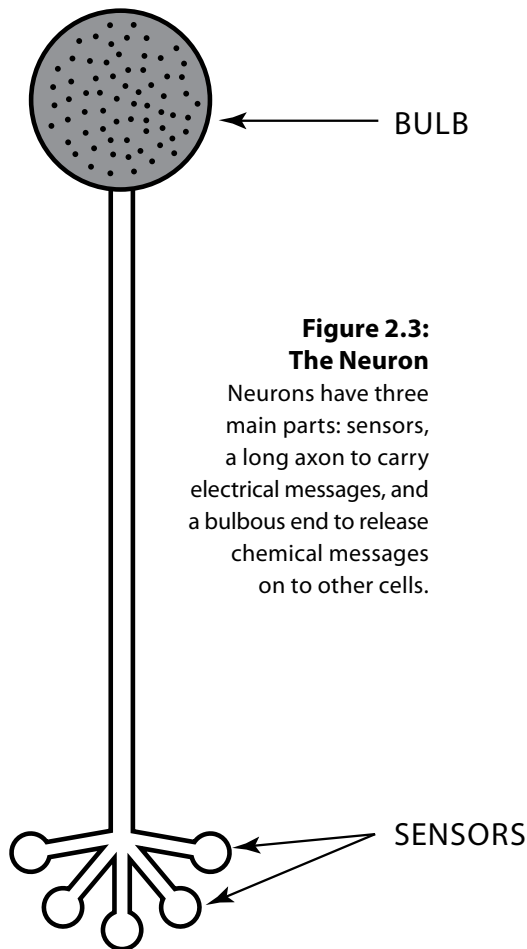 BULB
Figure 2.3:
The Neuron
Neurons have three
main parts: sensors,
a long axon to carry
electrical messages, and
a bulbous end to release
chemical messages
on to other cells.
SENSORS